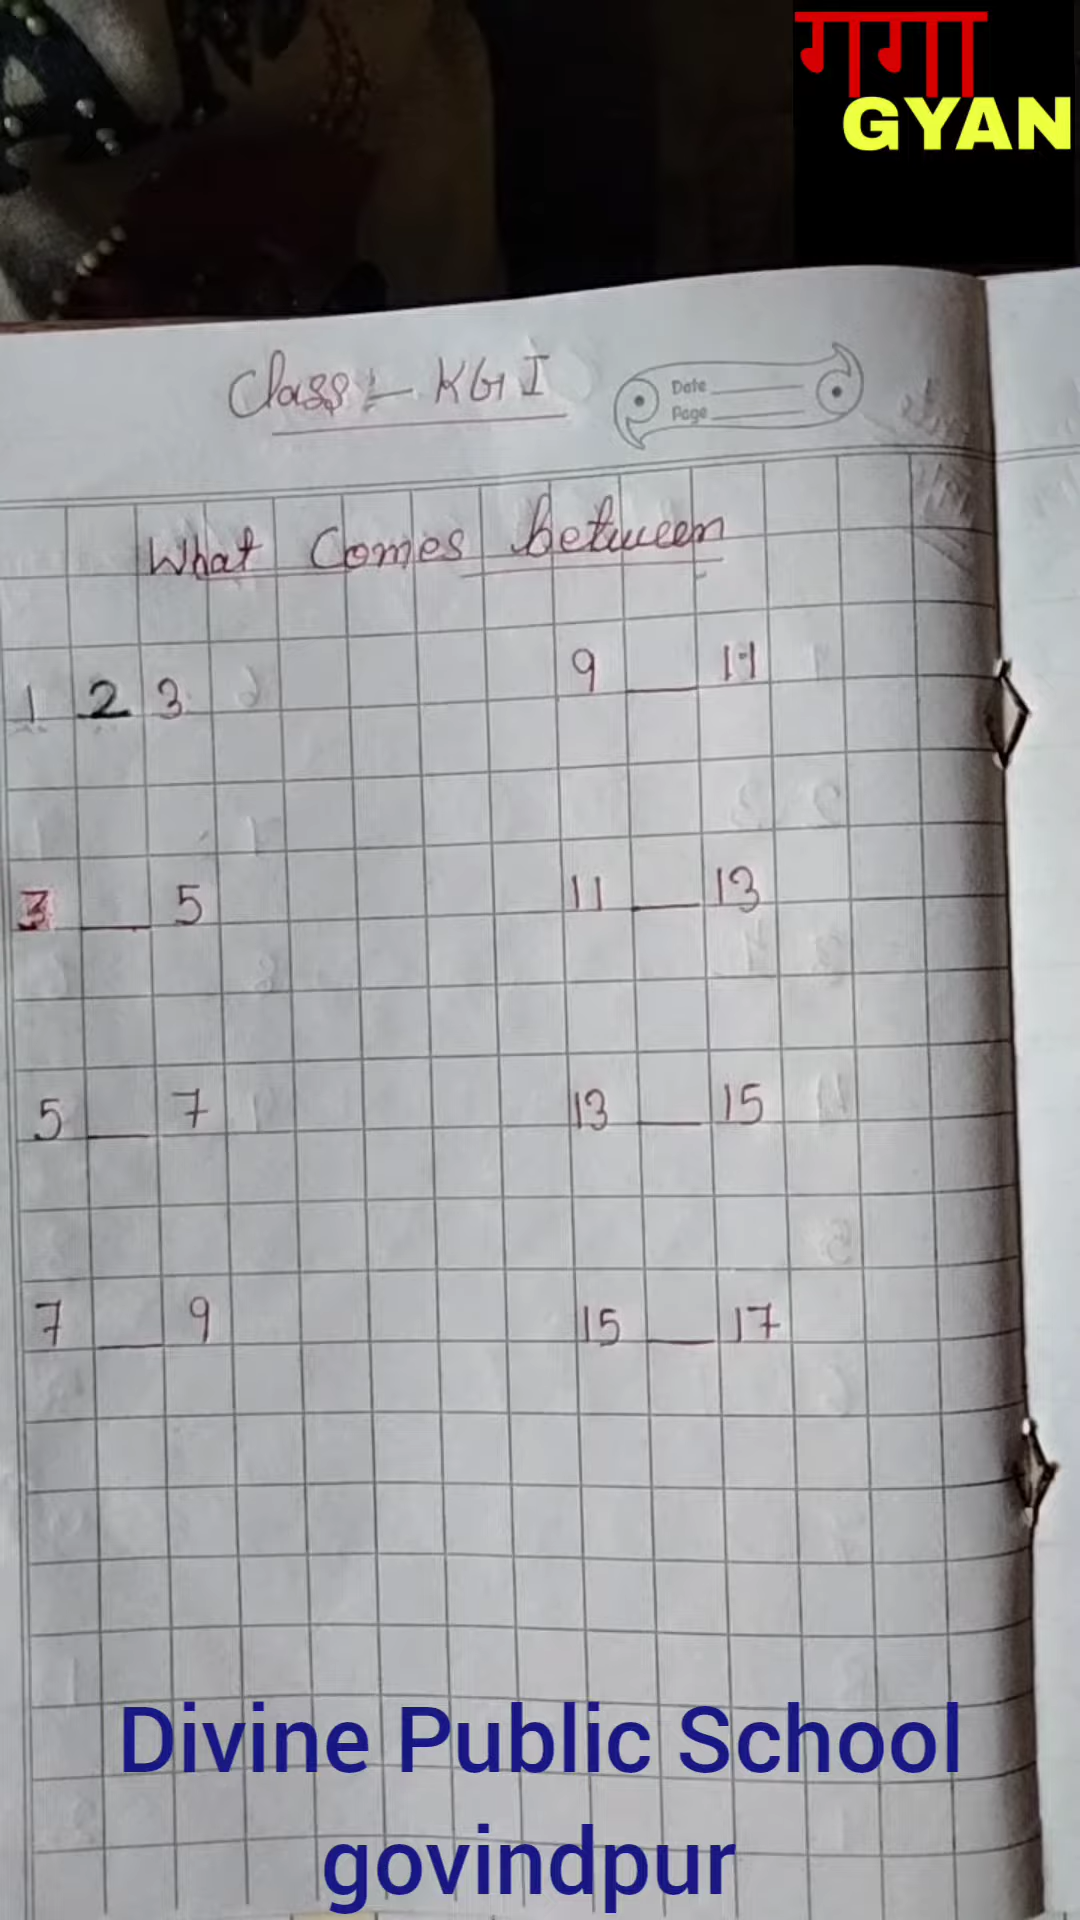 गगा
GYAN
Class :- KG I
Date
Page
What Comes between
1 2 3
9 __ 11
3 __ 5
11 __ 13
5 __ 7
13 __ 15
7 __ 9
15 __ 17
Divine Public School
govindpur